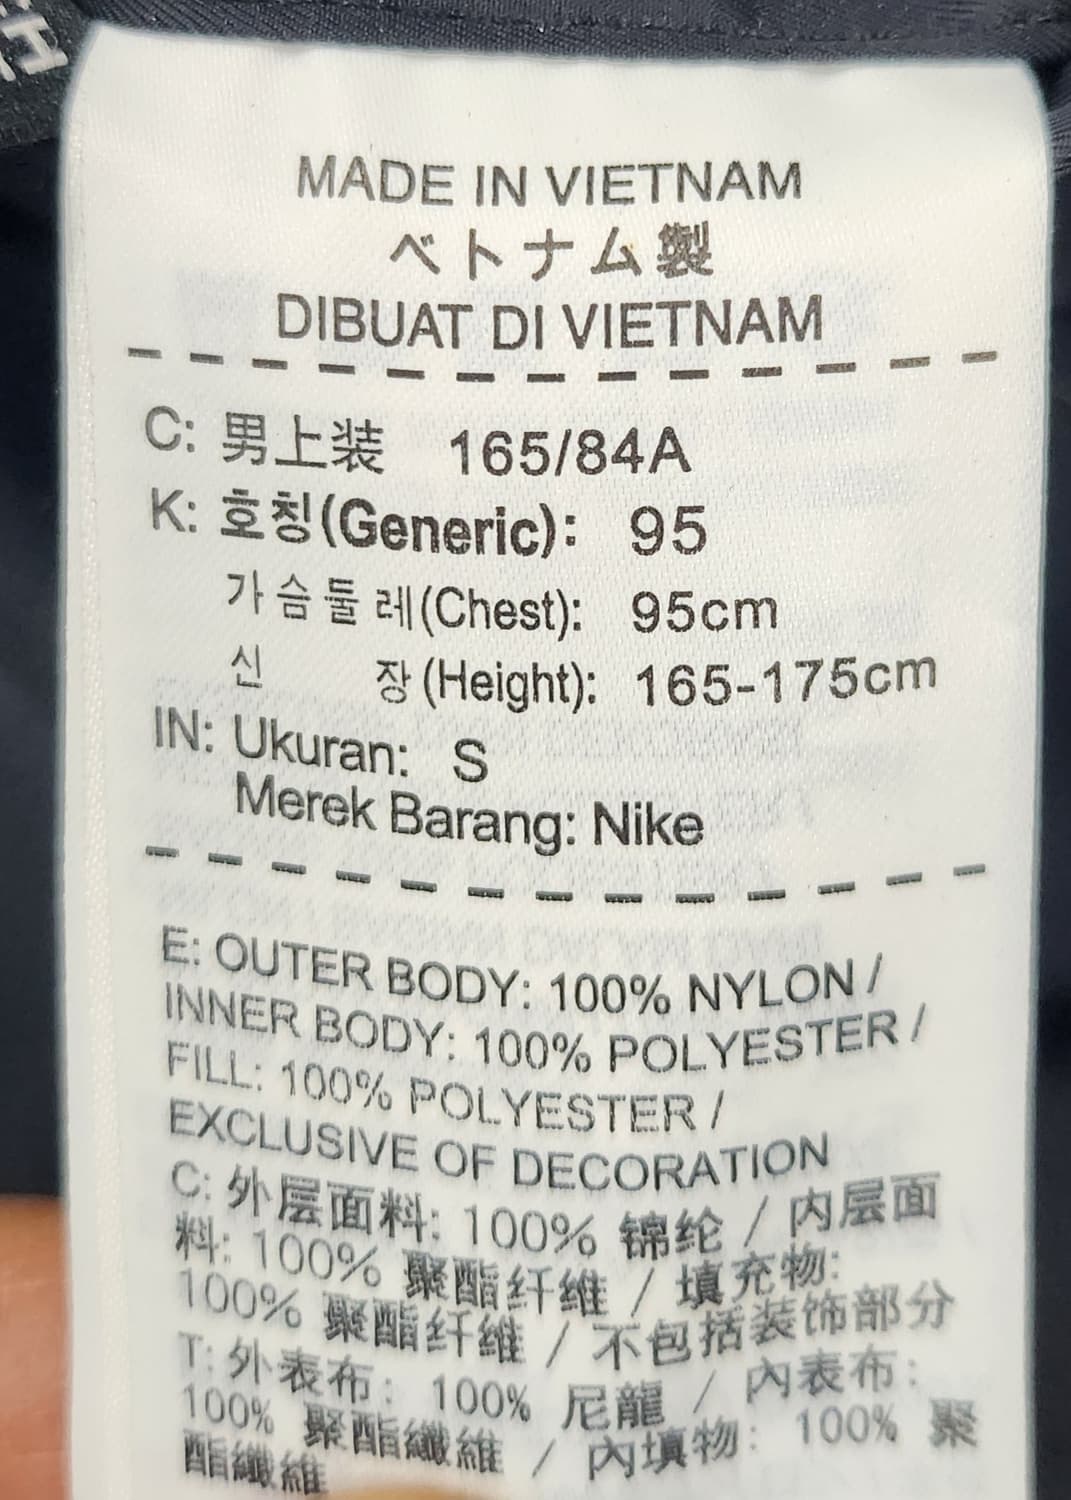 MADE IN VIETNAM
ベトナム製
DIBUAT DI VIETNAM
C: 男上装 165/84A
K: 호칭(Generic): 95
가슴둘레(Chest): 95cm
신 장(Height): 165-175cm
IN: Ukuran: S
Merek Barang: Nike
E: OUTER BODY: 100% NYLON /
INNER BODY: 100% POLYESTER /
FILL: 100% POLYESTER /
EXCLUSIVE OF DECORATION
C: 外层面料: 100% 锦纶 / 内层面
料: 100% 聚酯纤维 / 填充物:
100% 聚酯纤维 / 不包括装饰部分
T: 外表布: 100% 尼龍 / 內表布:
100% 聚酯纖維 / 內填物: 100% 聚
酯纖維